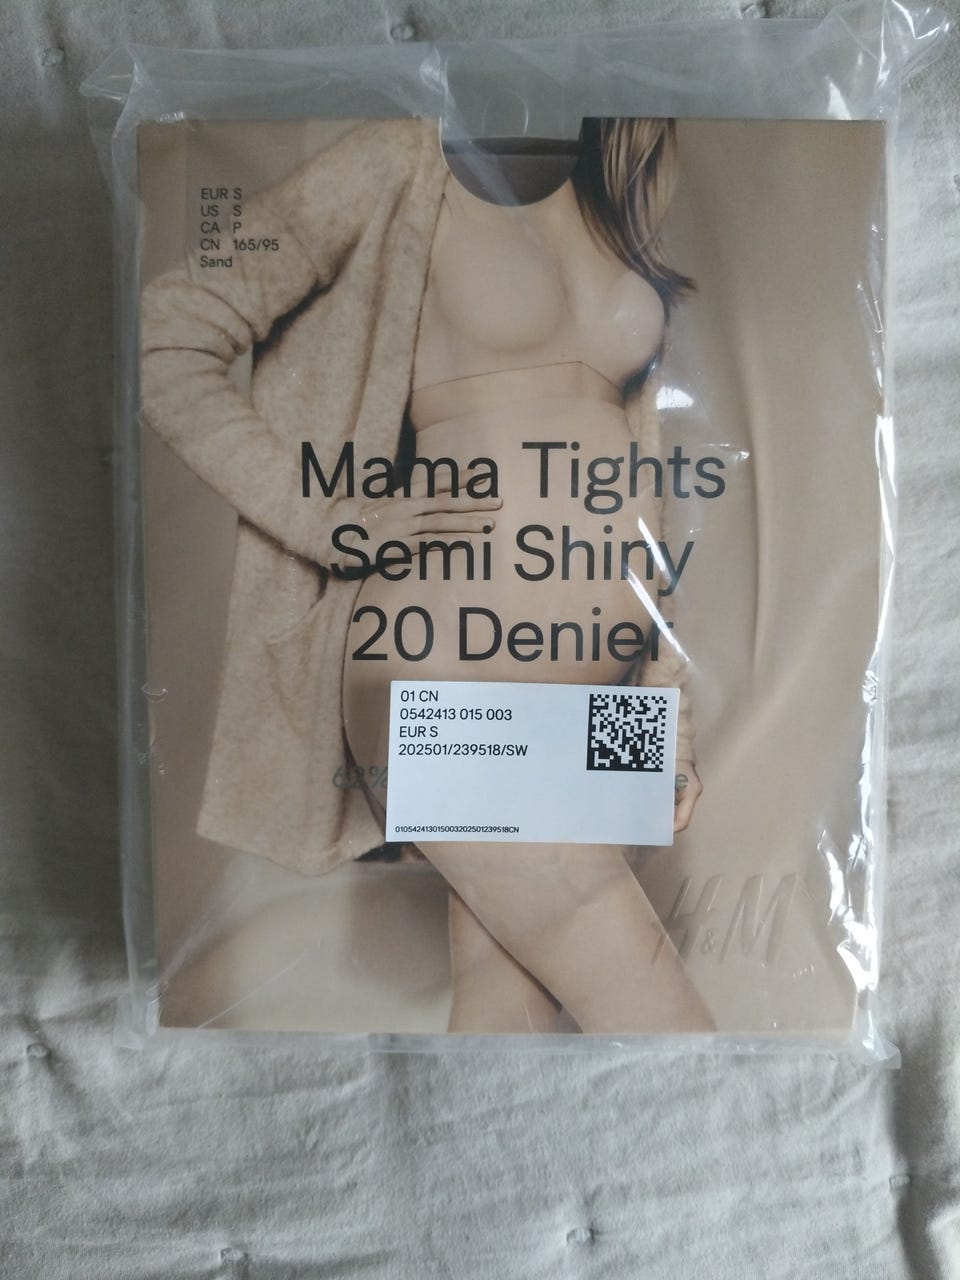 EUR S
US S
CA P
CN 165/95
Sand
Mama Tights
Semi Shiny
20 Denier
01 CN
0542413 015 003
EUR S
202501/239518/SW
010542413015003202501239518CN
H&M